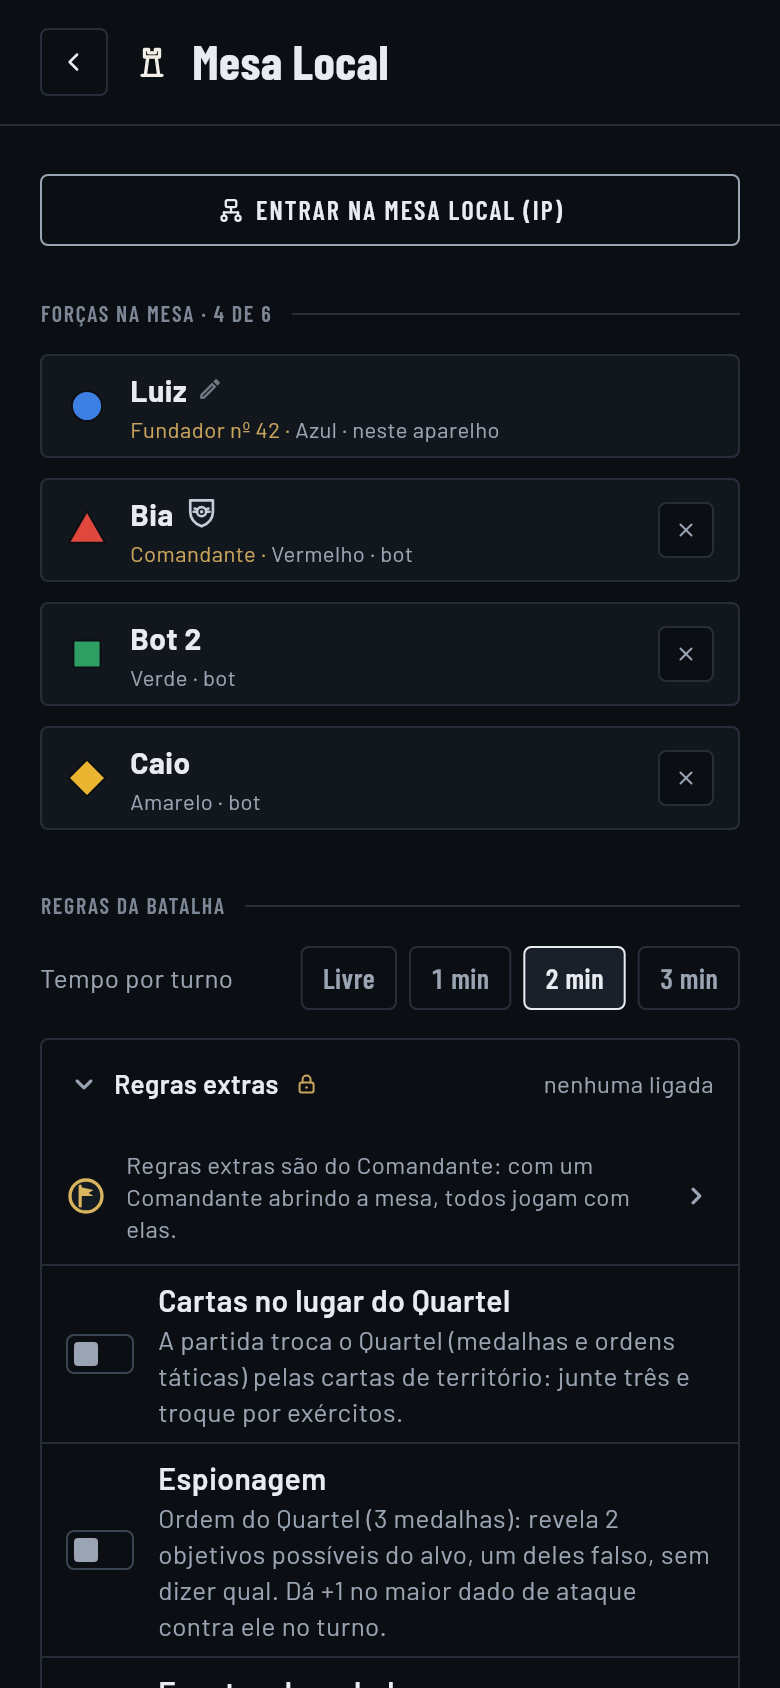 Mesa Local
ENTRAR NA MESA LOCAL (IP)
FORÇAS NA MESA · 4 DE 6
Luiz
Fundador nº 42 · Azul · neste aparelho
Bia
Comandante · Vermelho · bot
Bot 2
Verde · bot
Caio
Amarelo · bot
REGRAS DA BATALHA
Tempo por turno Livre 1 min 2 min 3 min
Regras extras nenhuma ligada
Regras extras são do Comandante: com um
Comandante abrindo a mesa, todos jogam com
elas.
Cartas no lugar do Quartel
A partida troca o Quartel (medalhas e ordens
táticas) pelas cartas de território: junte três e
troque por exércitos.
Espionagem
Ordem do Quartel (3 medalhas): revela 2
objetivos possíveis do alvo, um deles falso, sem
dizer qual. Dá +1 no maior dado de ataque
contra ele no turno.